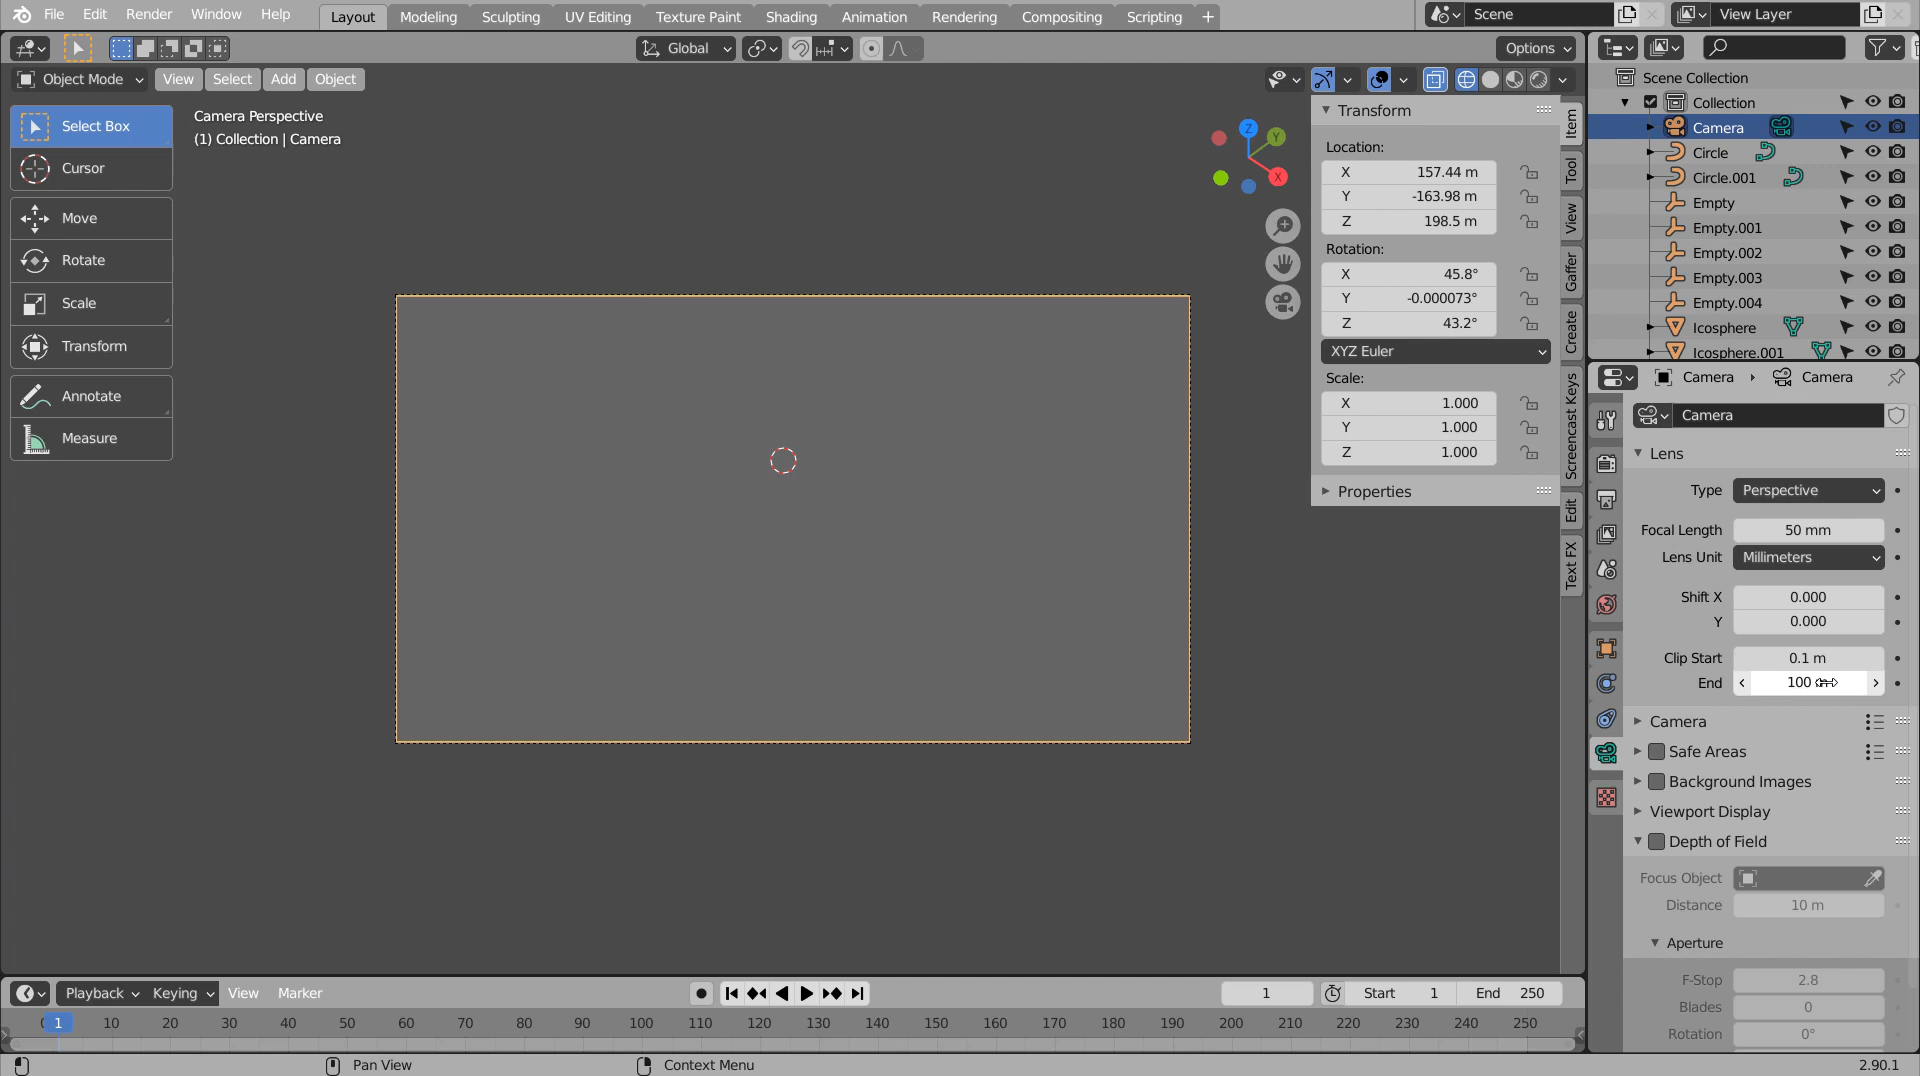 File Edit Render Window Help Layout Modeling Sculpting UV Editing Texture Paint Shading Animation Rendering Compositing Scripting + Scene View Layer
Global Options
Object Mode View Select Add Object
Select Box
Cursor
Move
Rotate
Scale
Transform
Annotate
Measure
Camera Perspective
(1) Collection | Camera
Z
Y
X
Transform
Location:
X 157.44 m
Y -163.98 m
Z 198.5 m
Rotation:
X 45.8°
Y -0.000073°
Z 43.2°
XYZ Euler
Scale:
X 1.000
Y 1.000
Z 1.000
Properties
Item
Tool
View
Gaffer
Create
Screencast Keys
Edit
Text FX
Scene Collection
Collection
Camera
Circle
Circle.001
Empty
Empty.001
Empty.002
Empty.003
Empty.004
Icosphere
Icosphere.001
Camera Camera
Camera
Lens
Type Perspective
Focal Length 50 mm
Lens Unit Millimeters
Shift X 0.000
Y 0.000
Clip Start 0.1 m
End 100
Camera
Safe Areas
Background Images
Viewport Display
Depth of Field
Focus Object
Distance 10 m
Aperture
F-Stop 2.8
Blades 0
Rotation 0°
Playback Keying View Marker 1 Start 1 End 250
1 10 20 30 40 50 60 70 80 90 100 110 120 130 140 150 160 170 180 190 200 210 220 230 240 250
Pan View Context Menu 2.90.1